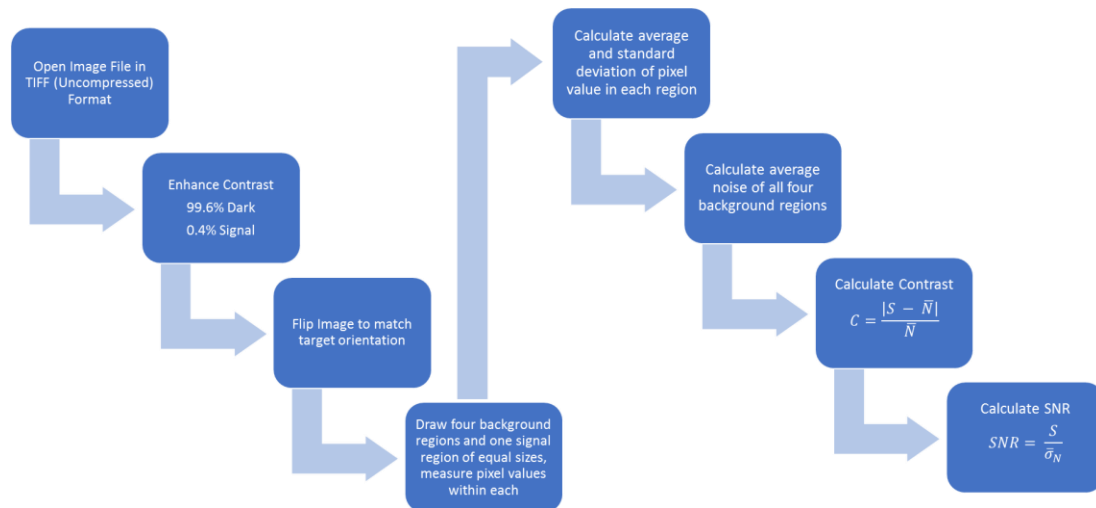 Open Image File in
TIFF (Uncompressed)
Format
Enhance Contrast
99.6% Dark
0.4% Signal
Flip Image to match
target orientation
Draw four background
regions and one signal
region of equal sizes,
measure pixel values
within each
Calculate average
and standard
deviation of pixel
value in each region
Calculate average
noise of all four
background regions
Calculate Contrast
C = |S - N̅| / N̅
Calculate SNR
SNR = S / σ̅_N